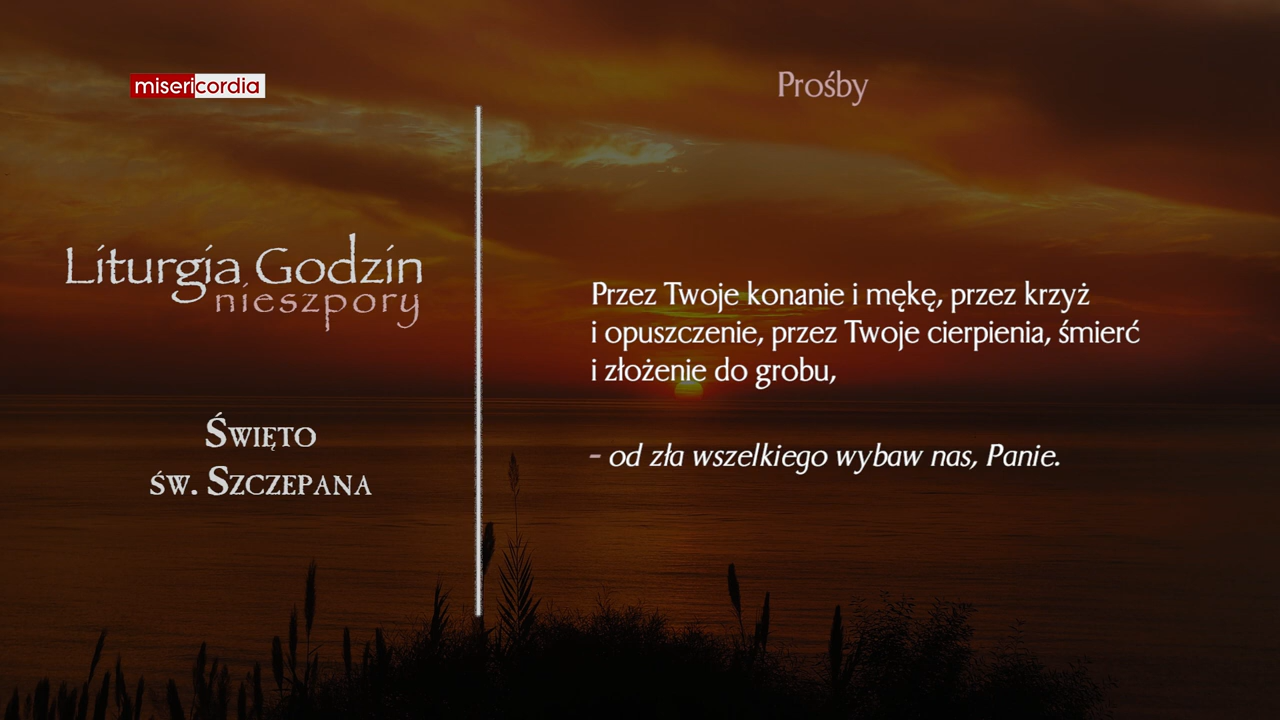 misericordia
Liturgia Godzin
nieszpory
Święto
św. Szczepana
Prośby
Przez Twoje konanie i mękę, przez krzyż
i opuszczenie, przez Twoje cierpienia, śmierć
i złożenie do grobu,
- od zła wszelkiego wybaw nas, Panie.